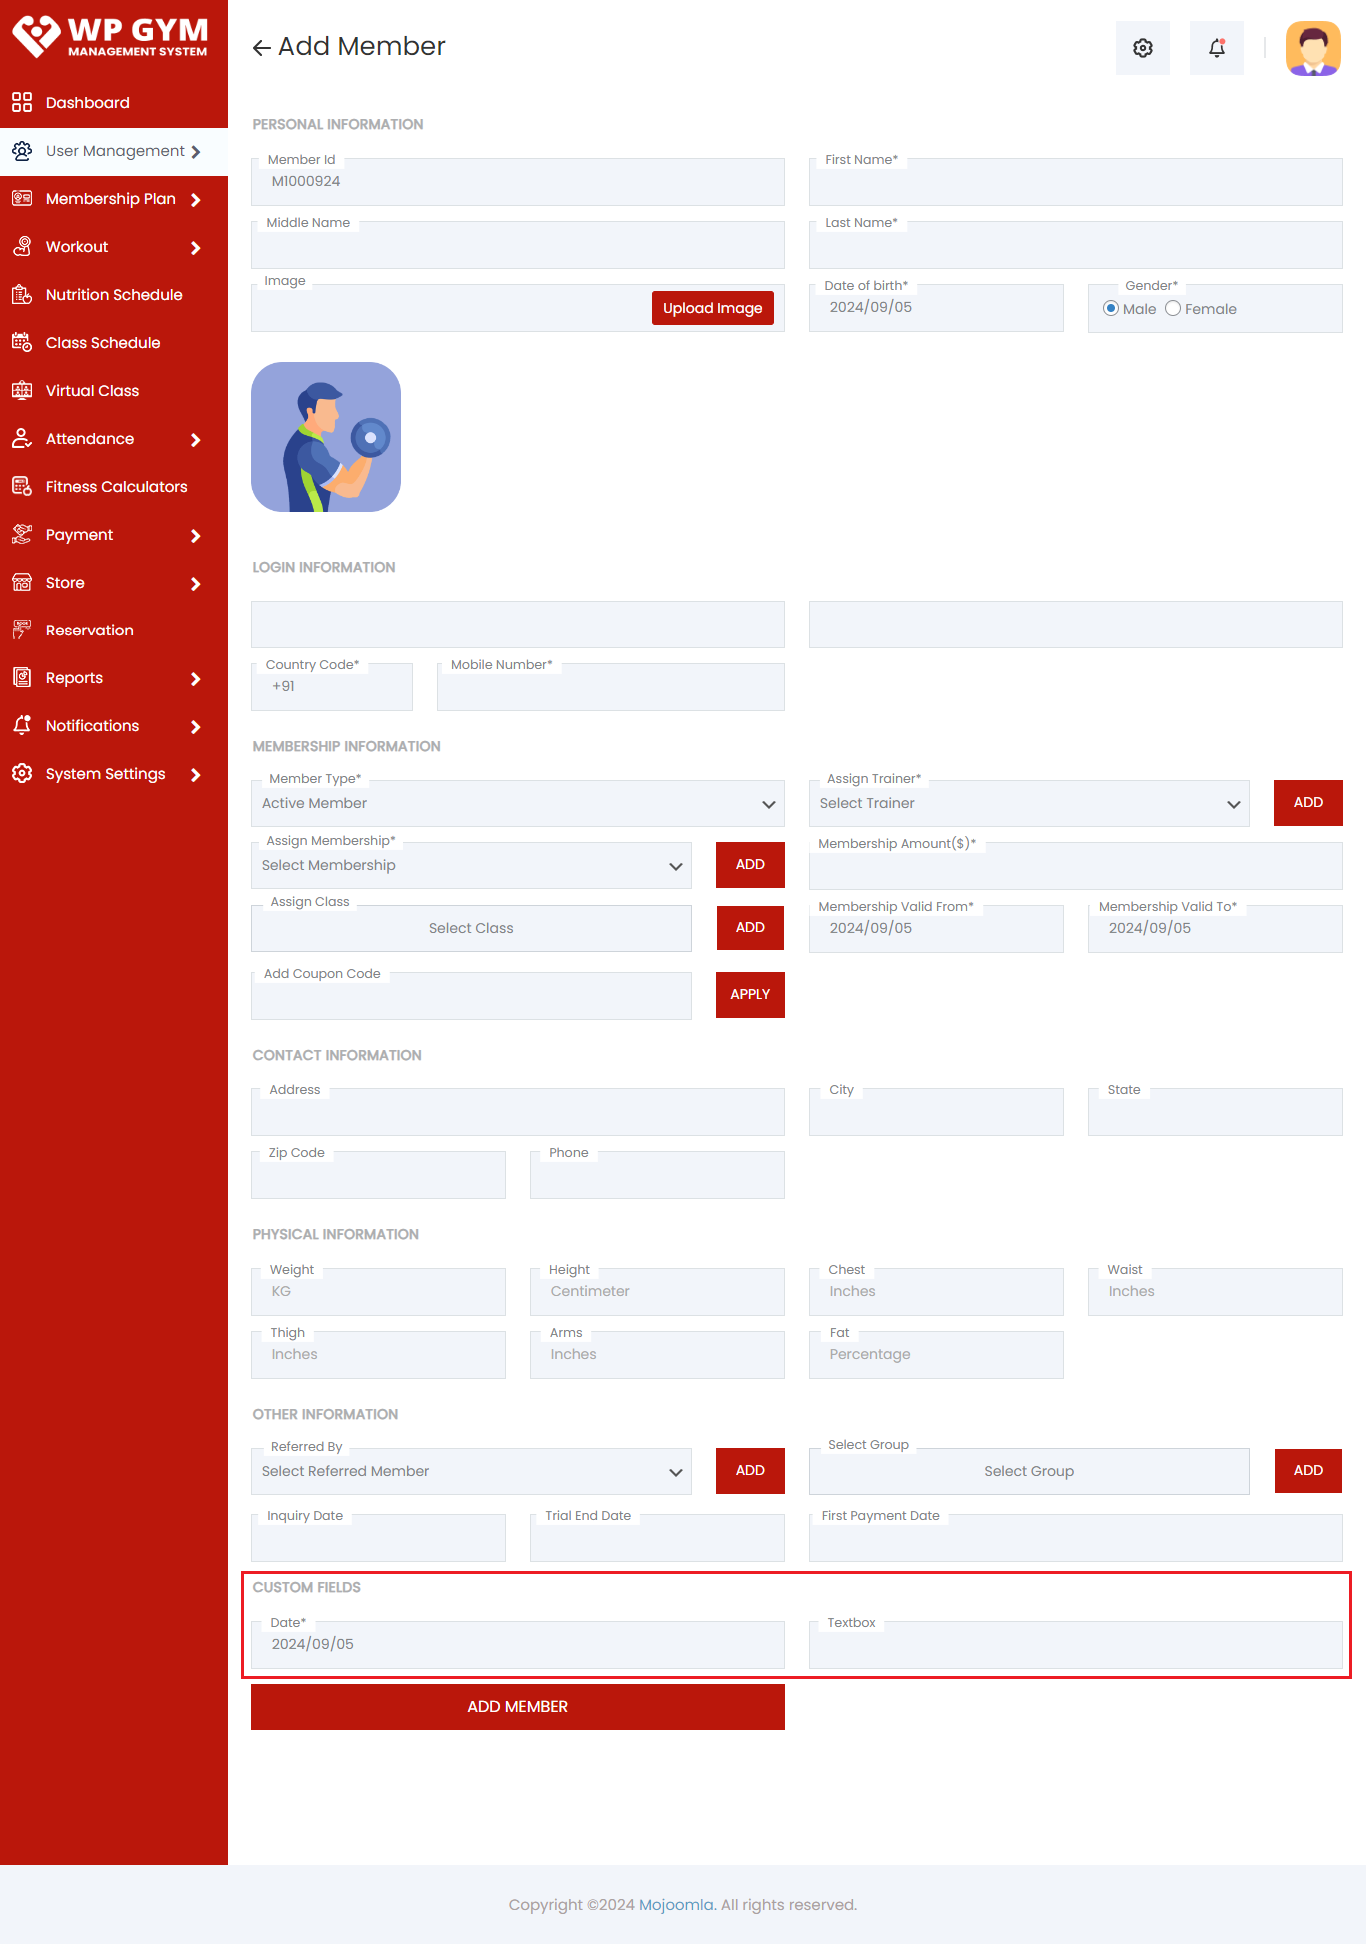 WP GYM
MANAGEMENT SYSTEM
Dashboard
User Management
Membership Plan
Workout
Nutrition Schedule
Class Schedule
Virtual Class
Attendance
Fitness Calculators
Payment
Store
Reservation
Reports
Notifications
System Settings
Add Member
PERSONAL INFORMATION
Member Id
M1000924
First Name*
Middle Name
Last Name*
Image
Upload Image
Date of birth*
2024/09/05
Gender*
Male Female
LOGIN INFORMATION
Country Code*
+91
Mobile Number*
MEMBERSHIP INFORMATION
Member Type*
Active Member
Assign Trainer*
Select Trainer
ADD
Assign Membership*
Select Membership
ADD
Membership Amount($)*
Assign Class
Select Class
ADD
Membership Valid From*
2024/09/05
Membership Valid To*
2024/09/05
Add Coupon Code
APPLY
CONTACT INFORMATION
Address
City
State
Zip Code
Phone
PHYSICAL INFORMATION
Weight
KG
Height
Centimeter
Chest
Inches
Waist
Inches
Thigh
Inches
Arms
Inches
Fat
Percentage
OTHER INFORMATION
Referred By
Select Referred Member
ADD
Select Group
Select Group
ADD
Inquiry Date
Trial End Date
First Payment Date
CUSTOM FIELDS
Date*
2024/09/05
Textbox
ADD MEMBER
Copyright ©2024 Mojoomla. All rights reserved.